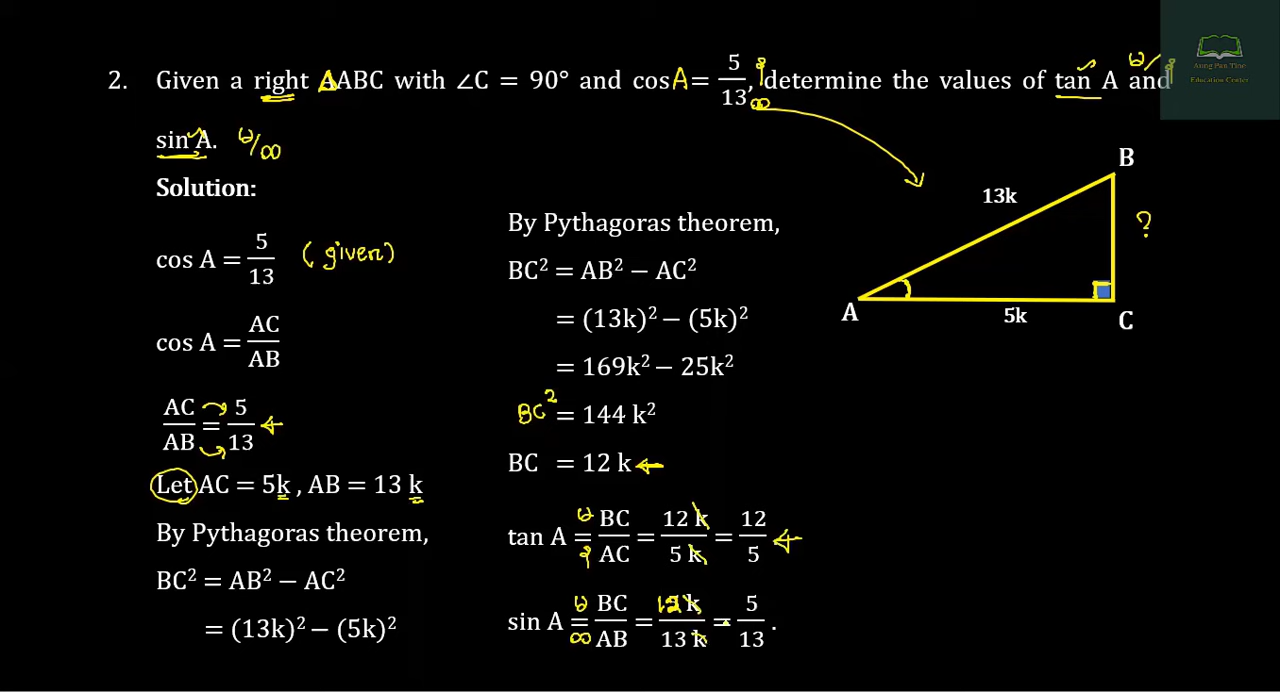 2. Given a right ΔABC with ∠C = 90° and cos A = 5/13, determine the values of tan A and
sin A.
Solution:
cos A = 5/13 (given)
cos A = AC/AB
AC/AB = 5/13
Let AC = 5k , AB = 13 k
By Pythagoras theorem,
BC² = AB² − AC²
= (13k)² − (5k)²
By Pythagoras theorem,
BC² = AB² − AC²
= (13k)² − (5k)²
= 169k² − 25k²
BC² = 144 k²
BC = 12 k
tan A = BC/AC = 12 k/5 k = 12/5
sin A = BC/AB = 12 k/13 k = 5/13 .
B
13k
?
A
5k
C
Education Center